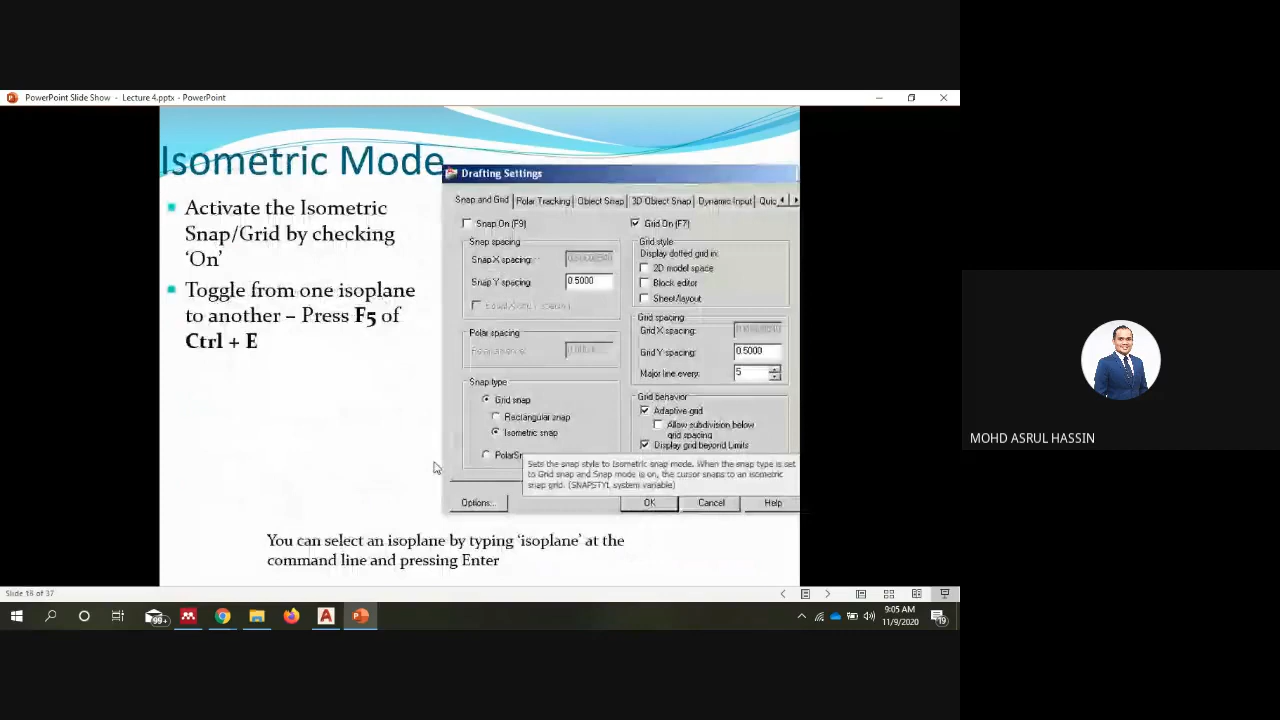 PowerPoint Slide Show - Lecture 4.pptx - PowerPoint
Isometric Mode
Activate the Isometric
Snap/Grid by checking
‘On’
Toggle from one isoplane
to another – Press F5 of
Ctrl + E
Drafting Settings
Snap and Grid Polar Tracking Object Snap 3D Object Snap Dynamic Input Quic
Snap On (F9)
Snap spacing
Snap X spacing:
Snap Y spacing: 0.5000
Polar spacing
Snap type
Grid snap
Rectangular snap
Isometric snap
PolarSn
Grid On (F7)
Grid style
Display dotted grid in:
2D model space
Block editor
Sheet/layout
Grid spacing
Grid X spacing:
Grid Y spacing: 0.5000
Major line every: 5
Grid behavior
Adaptive grid
Allow subdivision below
grid spacing
Display grid beyond Limits
Sets the snap style to Isometric snap mode. When the snap type is set
to Grid snap and Snap mode is on, the cursor snaps to an isometric
snap grid. (SNAPSTYL system variable)
Options... OK Cancel Help
You can select an isoplane by typing ‘isoplane’ at the
command line and pressing Enter
Slide 18 of 37
99+
9:05 AM
11/9/2020
19
MOHD ASRUL HASSIN